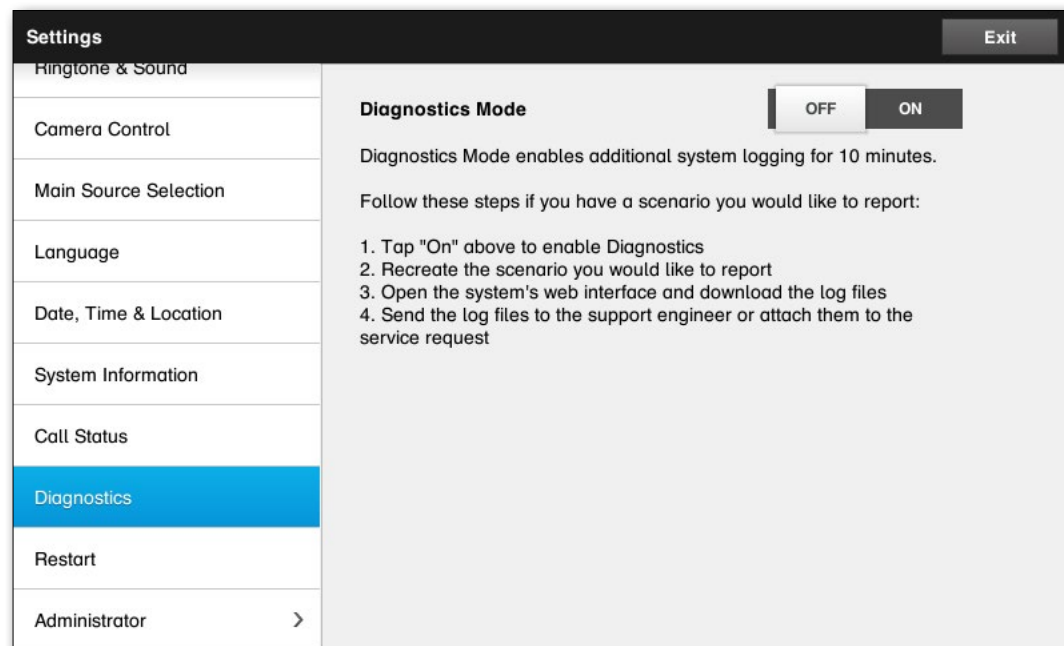 Settings
Exit
Ringtone & Sound
Camera Control
Main Source Selection
Language
Date, Time & Location
System Information
Call Status
Diagnostics
Restart
Administrator
Diagnostics Mode
OFF
ON
Diagnostics Mode enables additional system logging for 10 minutes.
Follow these steps if you have a scenario you would like to report:
1. Tap "On" above to enable Diagnostics
2. Recreate the scenario you would like to report
3. Open the system's web interface and download the log files
4. Send the log files to the support engineer or attach them to the
service request